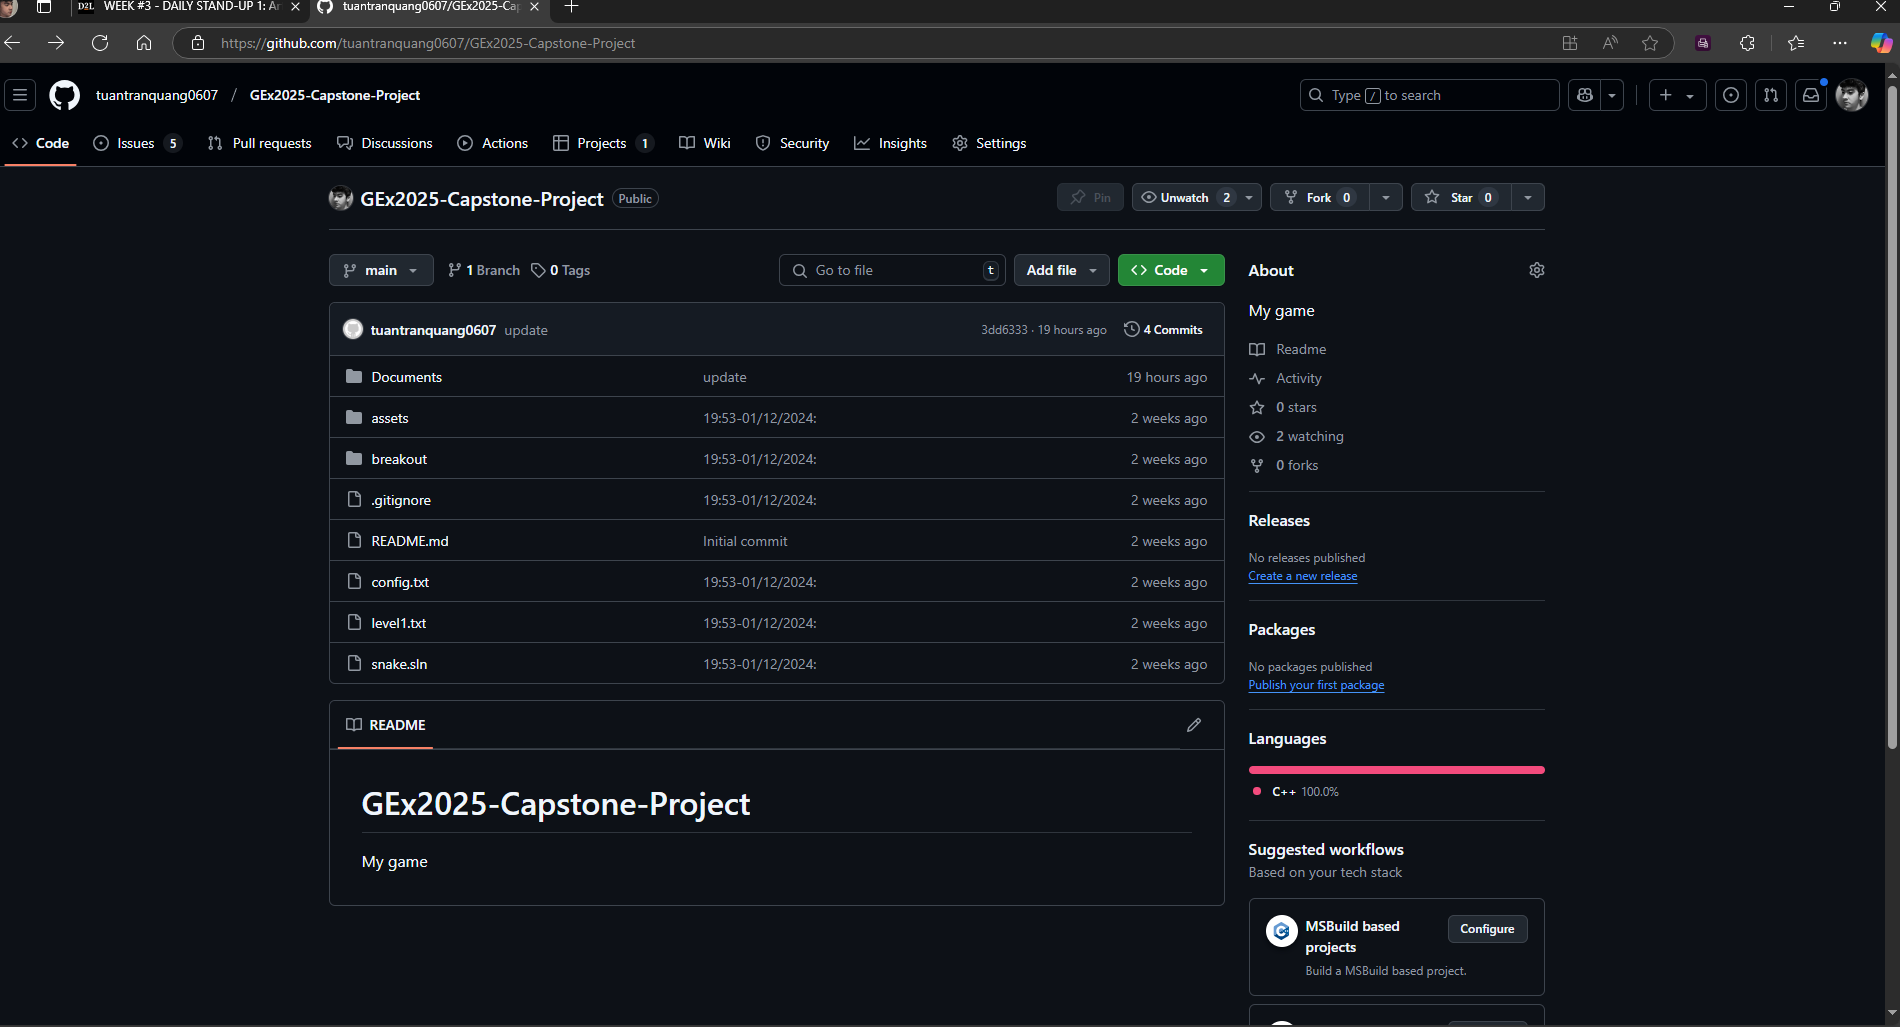 D2L WEEK #3 - DAILY STAND-UP 1: Ar
tuantranquang0607/GEx2025-Cap
https://github.com/tuantranquang0607/GEx2025-Capstone-Project
tuantranquang0607 / GEx2025-Capstone-Project
Type / to search
Code
Issues 5
Pull requests
Discussions
Actions
Projects 1
Wiki
Security
Insights
Settings
GEx2025-Capstone-Project Public
Pin
Unwatch 2
Fork 0
Star 0
main
1 Branch
0 Tags
Go to file t
Add file
Code
tuantranquang0607 update 3dd6333 · 19 hours ago 4 Commits
Documents update 19 hours ago
assets 19:53-01/12/2024: 2 weeks ago
breakout 19:53-01/12/2024: 2 weeks ago
.gitignore 19:53-01/12/2024: 2 weeks ago
README.md Initial commit 2 weeks ago
config.txt 19:53-01/12/2024: 2 weeks ago
level1.txt 19:53-01/12/2024: 2 weeks ago
snake.sln 19:53-01/12/2024: 2 weeks ago
README
GEx2025-Capstone-Project
My game
About
My game
Readme
Activity
0 stars
2 watching
0 forks
Releases
No releases published
Create a new release
Packages
No packages published
Publish your first package
Languages
C++ 100.0%
Suggested workflows
Based on your tech stack
MSBuild based
projects
Configure
Build a MSBuild based project.